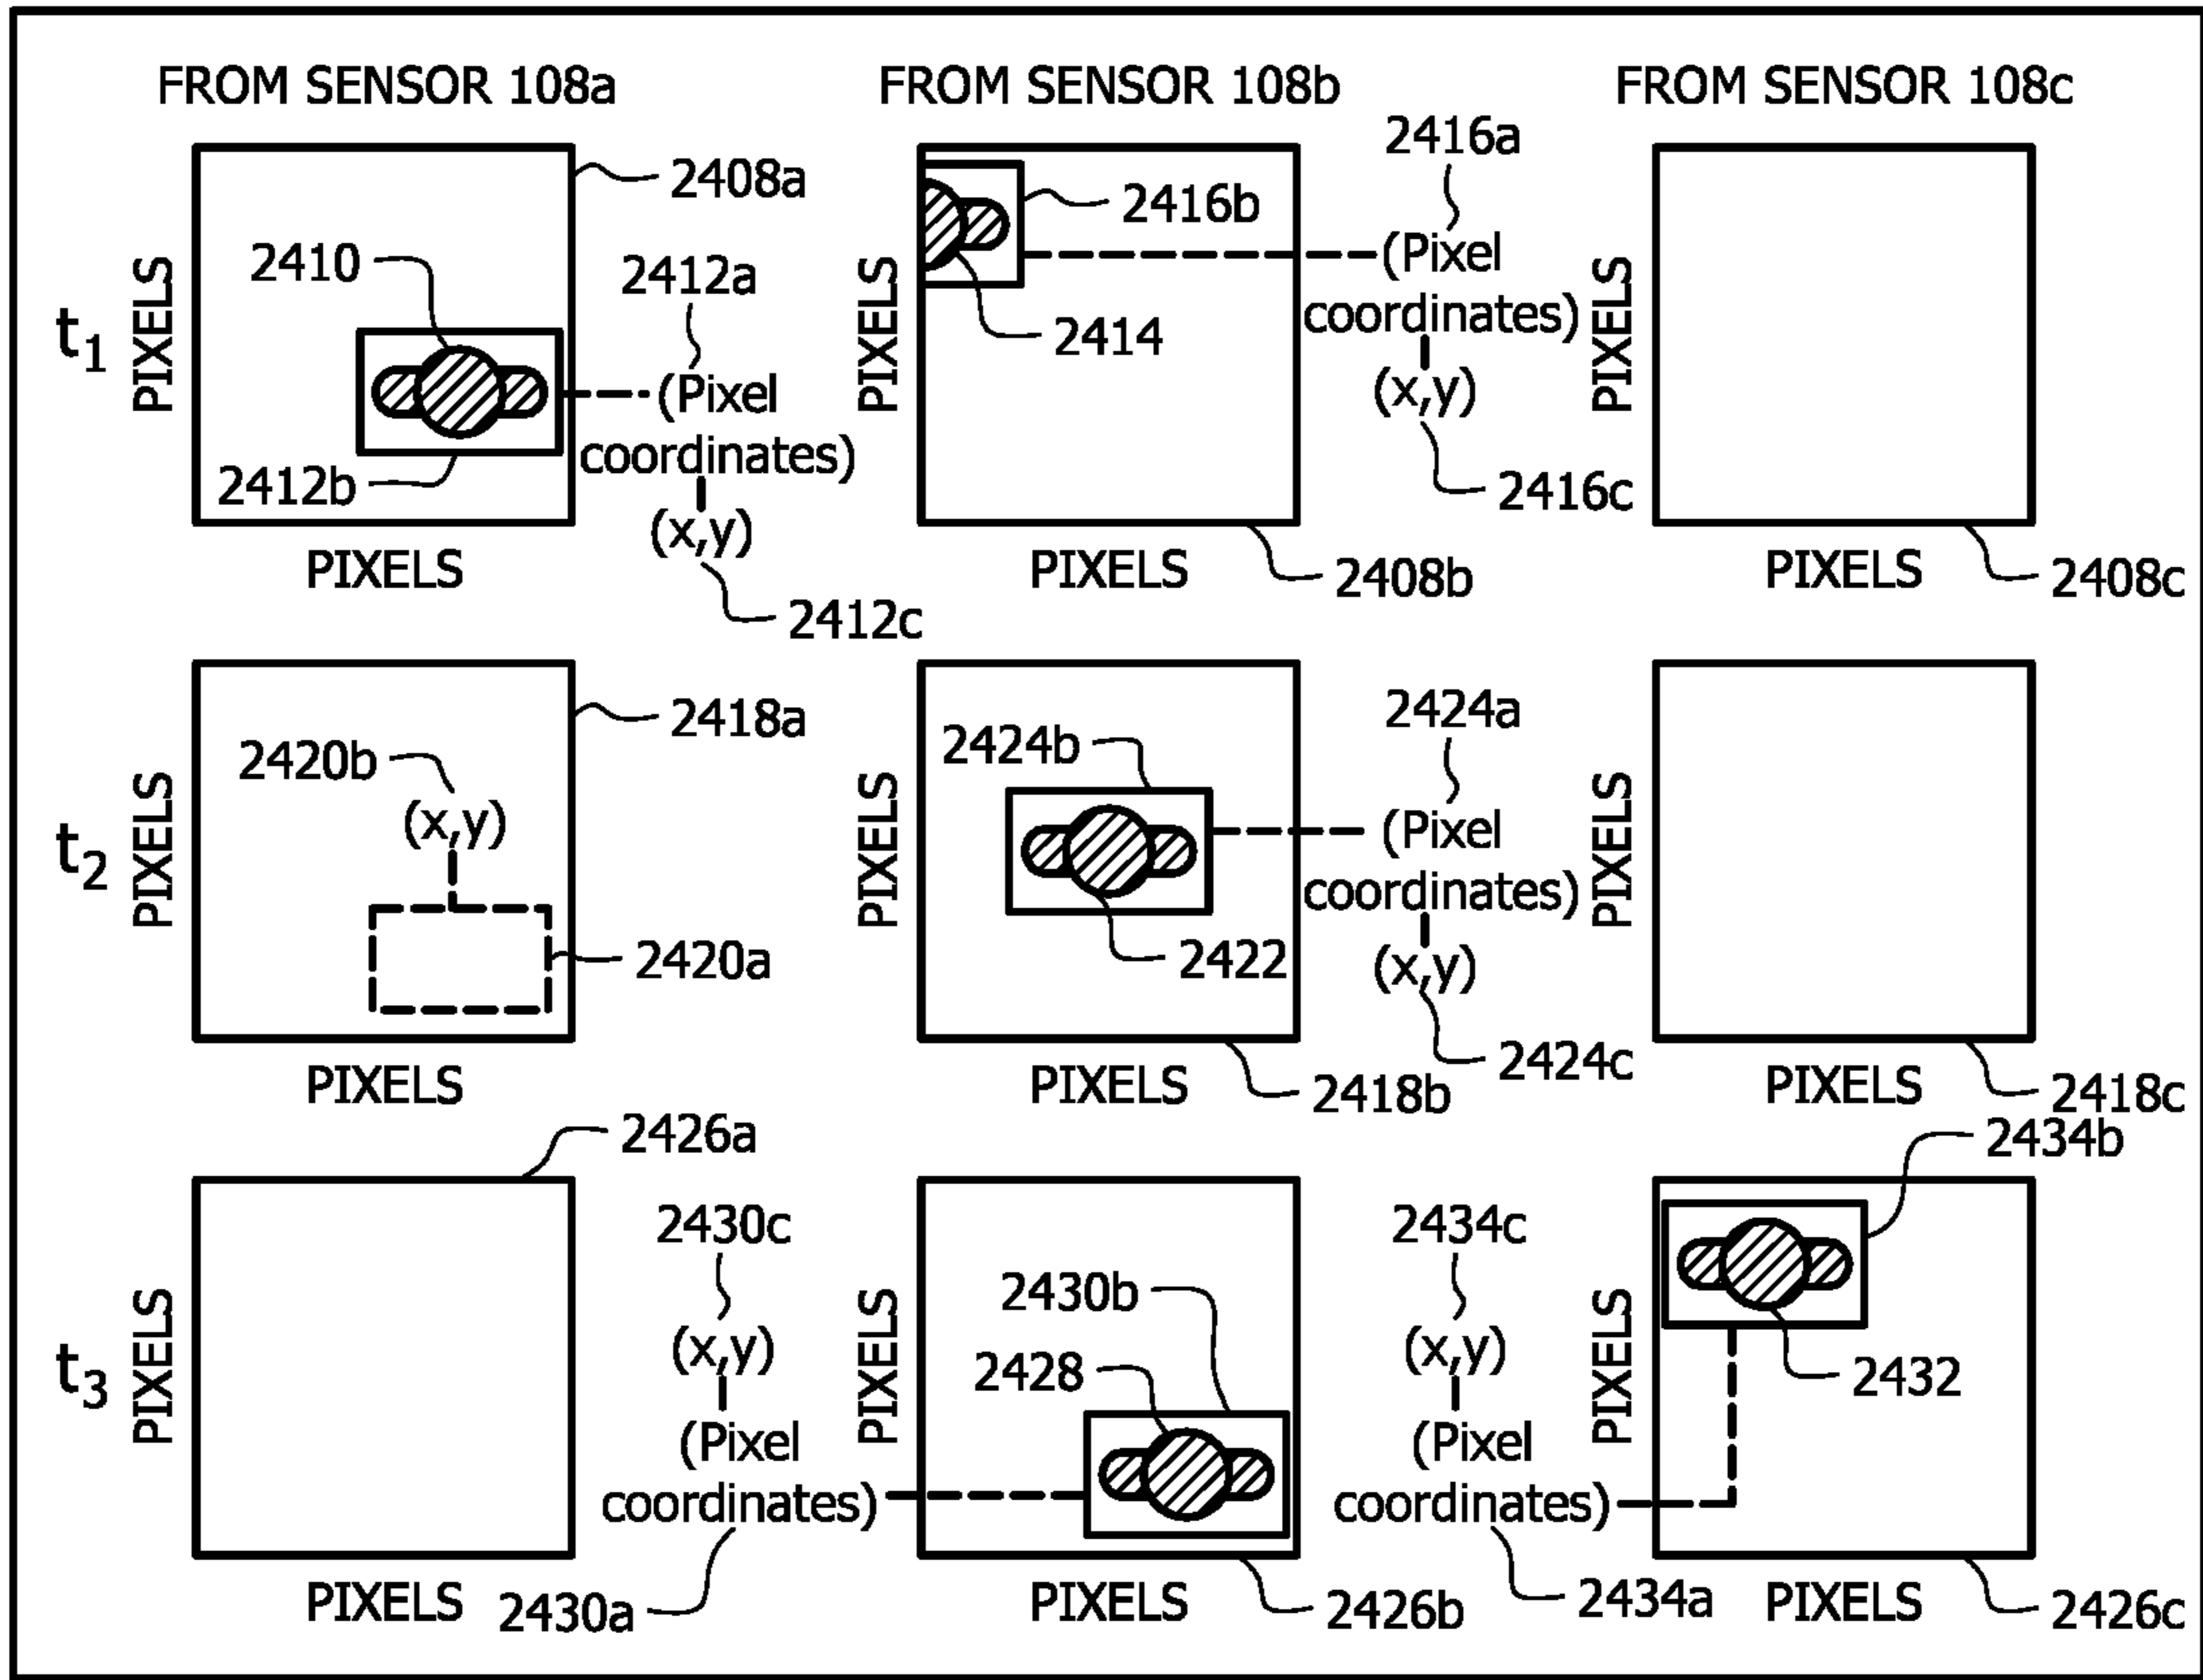 FROM SENSOR 108a
FROM SENSOR 108b
FROM SENSOR 108c
t1
PIXELS
2408a
2410
2412a
(Pixel
coordinates)
(x,y)
2412b
2412c
PIXELS
PIXELS
2416a
2416b
(Pixel
coordinates)
(x,y)
2414
2416c
PIXELS
2408b
PIXELS
PIXELS
2408c
t2
PIXELS
2418a
2420b
(x,y)
2420a
PIXELS
PIXELS
2424a
2424b
(Pixel
coordinates)
(x,y)
2422
2424c
PIXELS
2418b
PIXELS
PIXELS
2418c
t3
PIXELS
2426a
PIXELS
2430c
(x,y)
(Pixel
coordinates)
2430a
PIXELS
2430b
2428
PIXELS
2426b
2434c
(x,y)
(Pixel
coordinates)
2434a
PIXELS
2434b
2432
PIXELS
2426c